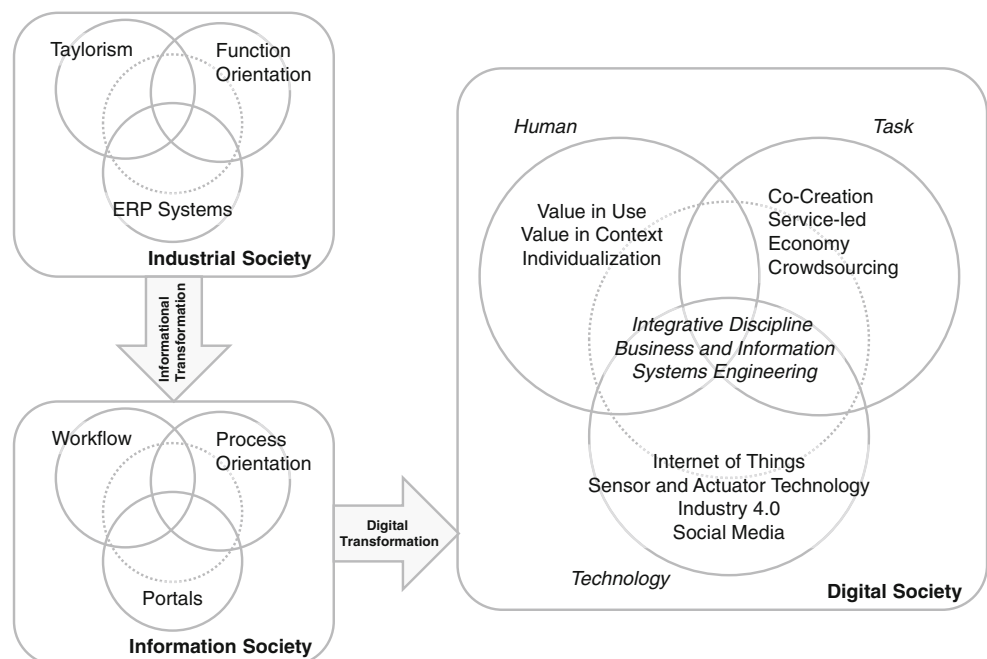 Taylorism
Function
Orientation
ERP Systems
Industrial Society
Informational
Transformation
Workflow
Process
Orientation
Portals
Information Society
Digital
Transformation
Human
Task
Value in Use
Value in Context
Individualization
Co-Creation
Service-led
Economy
Crowdsourcing
Integrative Discipline
Business and Information
Systems Engineering
Internet of Things
Sensor and Actuator Technology
Industry 4.0
Social Media
Technology
Digital Society